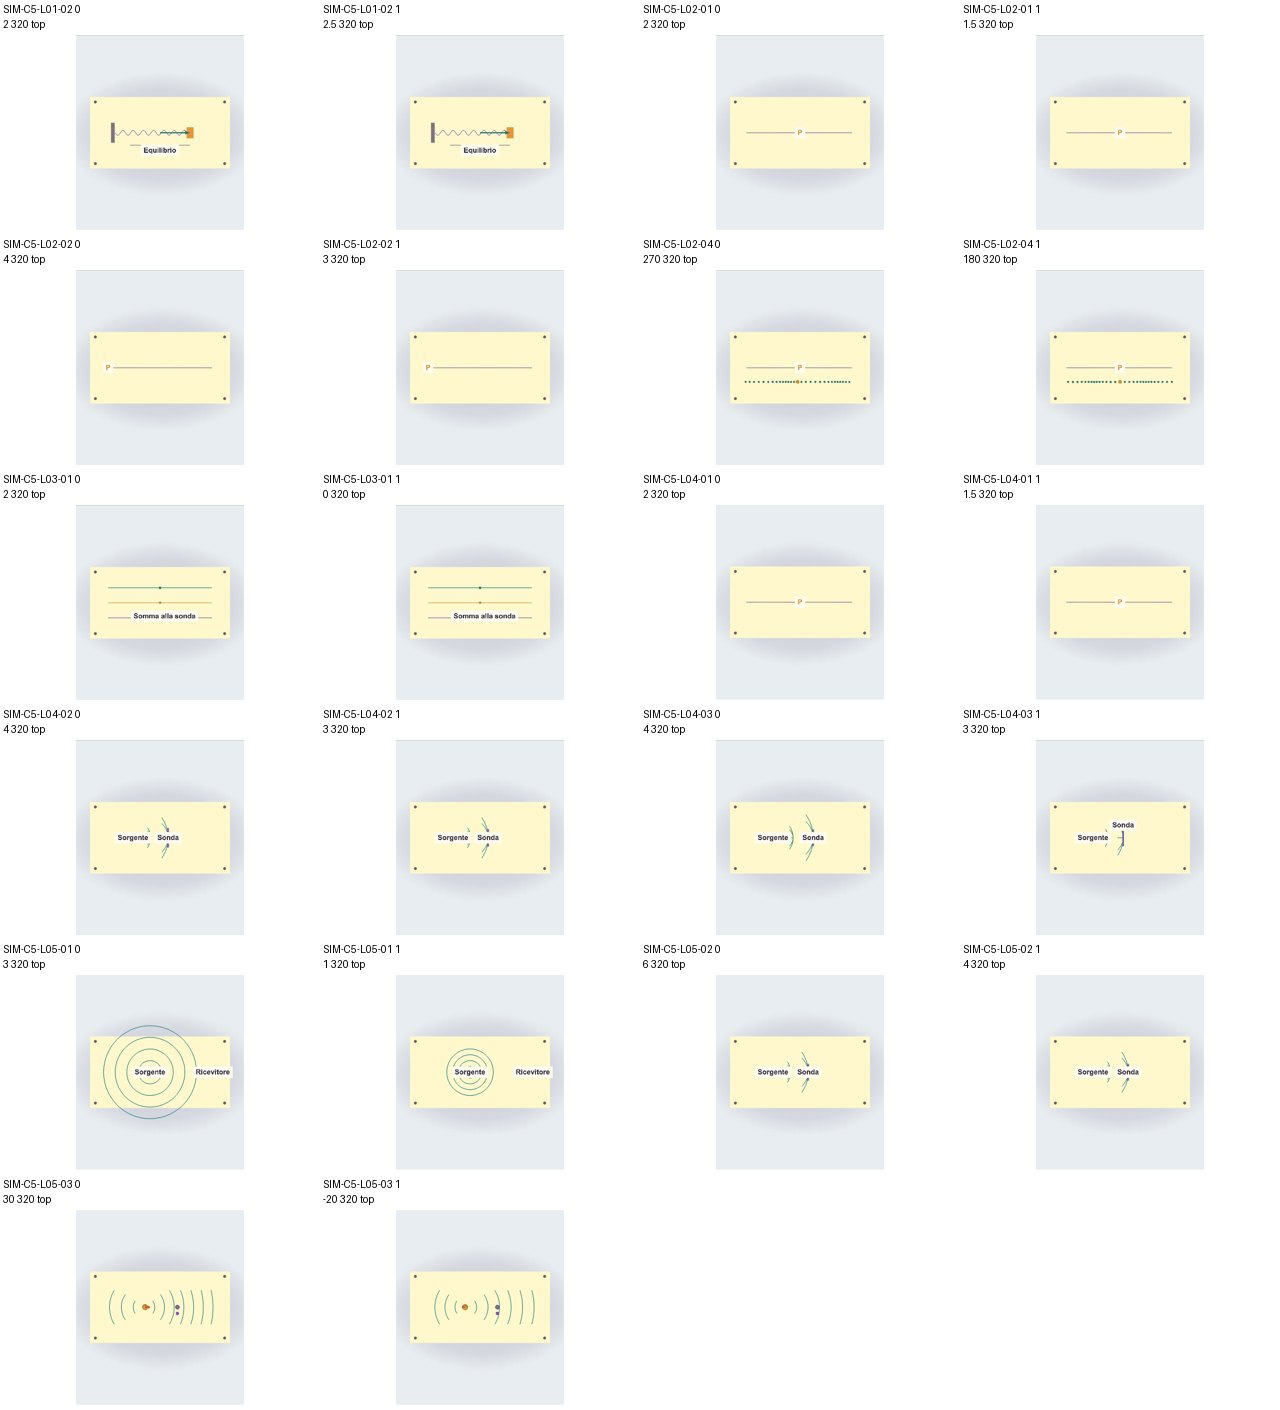 SIM-C5-L01-02 0
2 320 top
SIM-C5-L01-02 1
2.5 320 top
SIM-C5-L02-01 0
2 320 top
SIM-C5-L02-01 1
1.5 320 top
Equilibrio
Equilibrio
P
P
SIM-C5-L02-02 0
4 320 top
SIM-C5-L02-02 1
3 320 top
SIM-C5-L02-04 0
270 320 top
SIM-C5-L02-04 1
180 320 top
P
P
P
P
SIM-C5-L03-01 0
2 320 top
SIM-C5-L03-01 1
0 320 top
SIM-C5-L04-01 0
2 320 top
SIM-C5-L04-01 1
1.5 320 top
Somma alla sonda
Somma alla sonda
P
P
SIM-C5-L04-02 0
4 320 top
SIM-C5-L04-02 1
3 320 top
SIM-C5-L04-03 0
4 320 top
SIM-C5-L04-03 1
3 320 top
Sorgente
Sonda
Sorgente
Sonda
Sorgente
Sonda
Sonda
Sorgente
SIM-C5-L05-01 0
3 320 top
SIM-C5-L05-01 1
1 320 top
SIM-C5-L05-02 0
6 320 top
SIM-C5-L05-02 1
4 320 top
Sorgente
Ricevitore
Sorgente
Ricevitore
Sorgente
Sonda
Sorgente
Sonda
SIM-C5-L05-03 0
30 320 top
SIM-C5-L05-03 1
-20 320 top